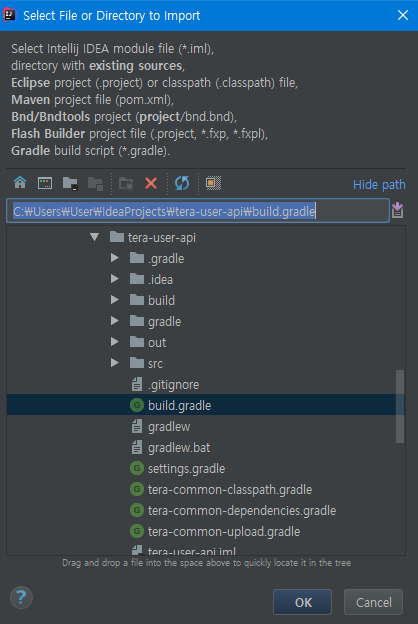 Select File or Directory to Import
Select Intellij IDEA module file (*.iml),
directory with existing sources,
Eclipse project (.project) or classpath (.classpath) file,
Maven project file (pom.xml),
Bnd/Bndtools project (project/bnd.bnd),
Flash Builder project file (.project, *.fxp, *.fxpl),
Gradle build script (*.gradle).
Hide path
C:₩Users₩User₩IdeaProjects₩tera-user-api₩build.gradle
tera-user-api
.gradle
.idea
build
gradle
out
src
.gitignore
build.gradle
gradlew
gradlew.bat
settings.gradle
tera-common-classpath.gradle
tera-common-dependencies.gradle
tera-common-upload.gradle
tera-user-api.iml
Drag and drop a file into the space above to quickly locate it in the tree
?
OK
Cancel